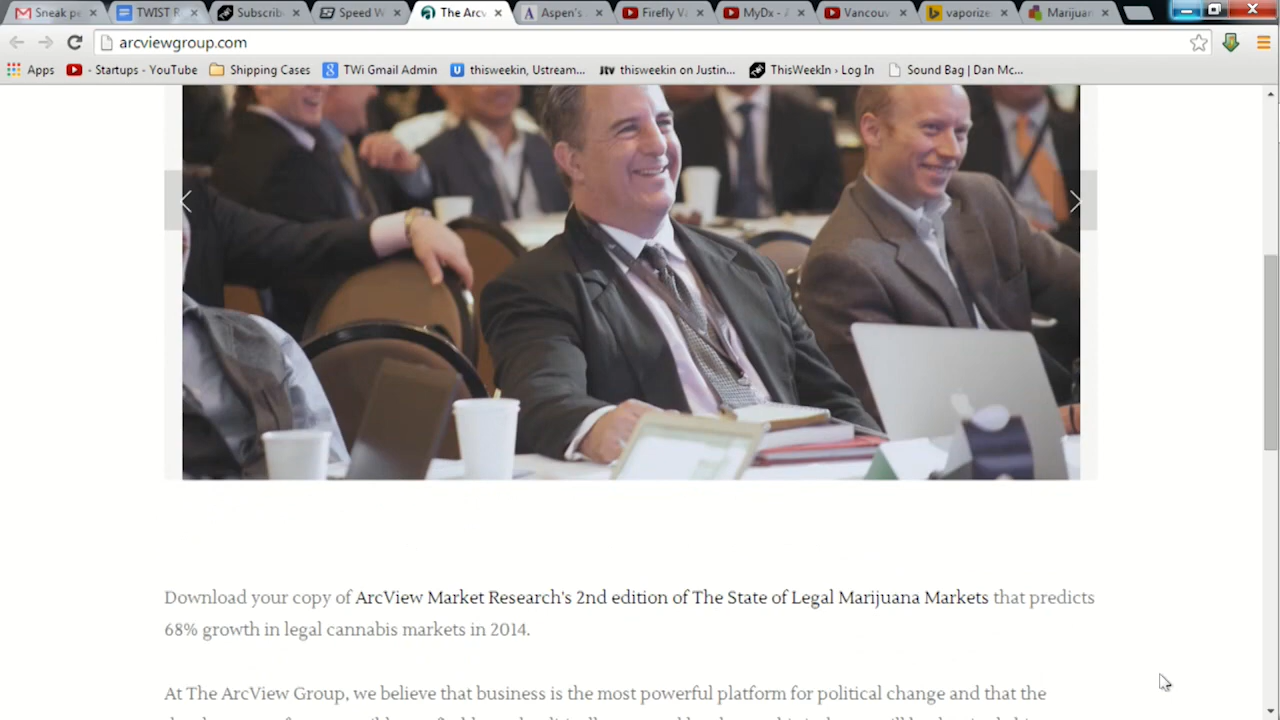 Sneak pe
TWIST R
Subscrib
Speed W
The Arcv
Aspen's
Firefly V
MyDx - A
Vancouv
vaporize
Marijuan
arcviewgroup.com
Apps
- Startups - YouTube
Shipping Cases
TWi Gmail Admin
thisweekin, Ustream...
JTV thisweekin on Justin...
ThisWeekIn › Log In
Sound Bag | Dan Mc...
Download your copy of ArcView Market Research's 2nd edition of The State of Legal Marijuana Markets that predicts
68% growth in legal cannabis markets in 2014.
At The ArcView Group, we believe that business is the most powerful platform for political change and that the